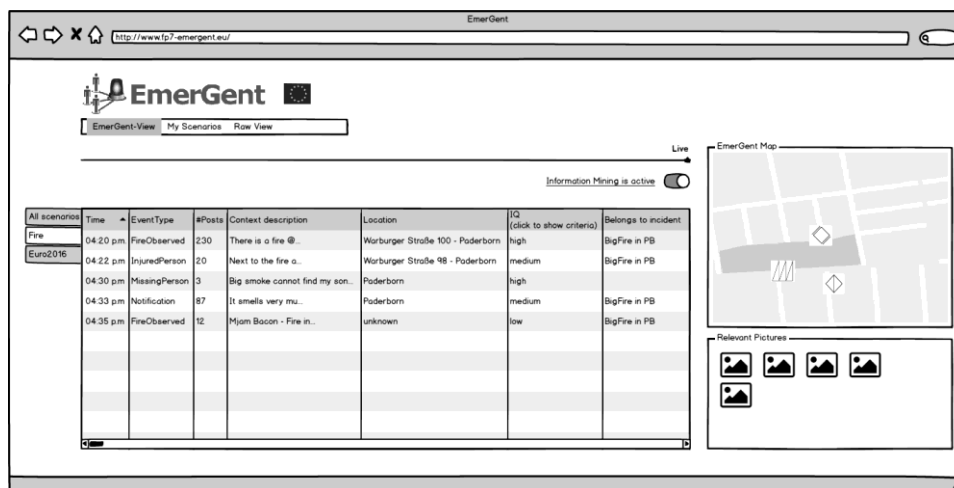 EmerGent
http://www.fp7-emergent.eu/
EmerGent
EmerGent-View My Scenarios Raw View
Live
Information Mining is active
All scenarios
Fire
Euro2016
Time EventType #Posts Context description Location IQ (click to show criteria) Belongs to incident
04:20 p.m FireObserved 230 There is a fire @... Warburger Straße 100 - Paderborn high BigFire in PB
04:22 p.m InjuredPerson 20 Next to the fire a... Warburger Straße 98 - Paderborn medium BigFire in PB
04:30 p.m MissingPerson 3 Big smoke cannot find my son... Paderborn high
04:33 p.m Notification 87 It smells very mu... Paderborn medium BigFire in PB
04:35 p.m FireObserved 12 Mjam Bacon - Fire in... unknown low BigFire in PB
EmerGent Map
Relevant Pictures